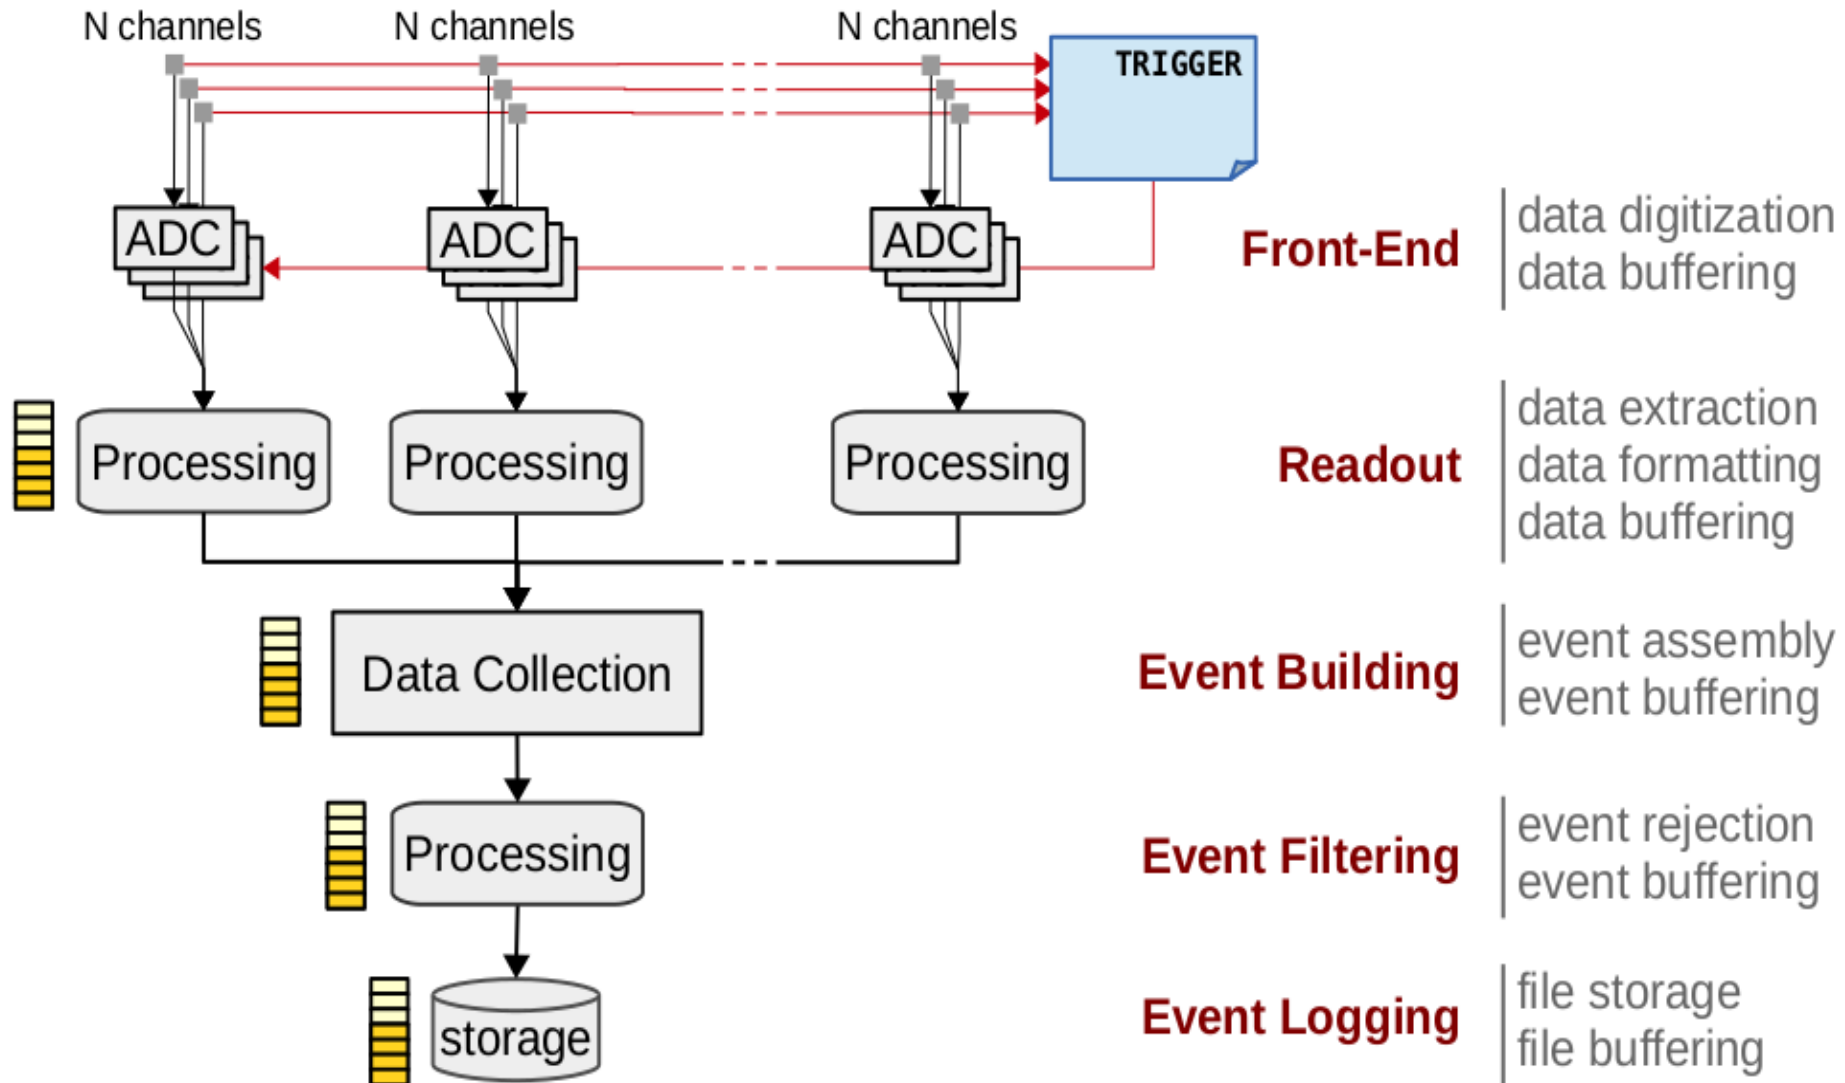 N channels
N channels
N channels
TRIGGER
ADC
ADC
ADC
Front-End
data digitization
data buffering
Processing
Processing
Processing
Readout
data extraction
data formatting
data buffering
Data Collection
Event Building
event assembly
event buffering
Processing
Event Filtering
event rejection
event buffering
storage
Event Logging
file storage
file buffering